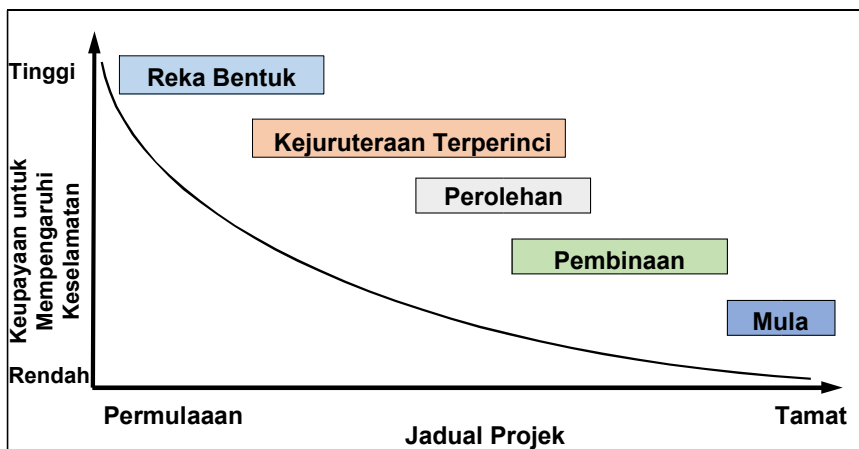 Tinggi
Reka Bentuk
Kejuruteraan Terperinci
Perolehan
Pembinaan
Mula
Keupayaan untuk
Mempengaruhi
Keselamatan
Rendah
Permulaaan
Tamat
Jadual Projek